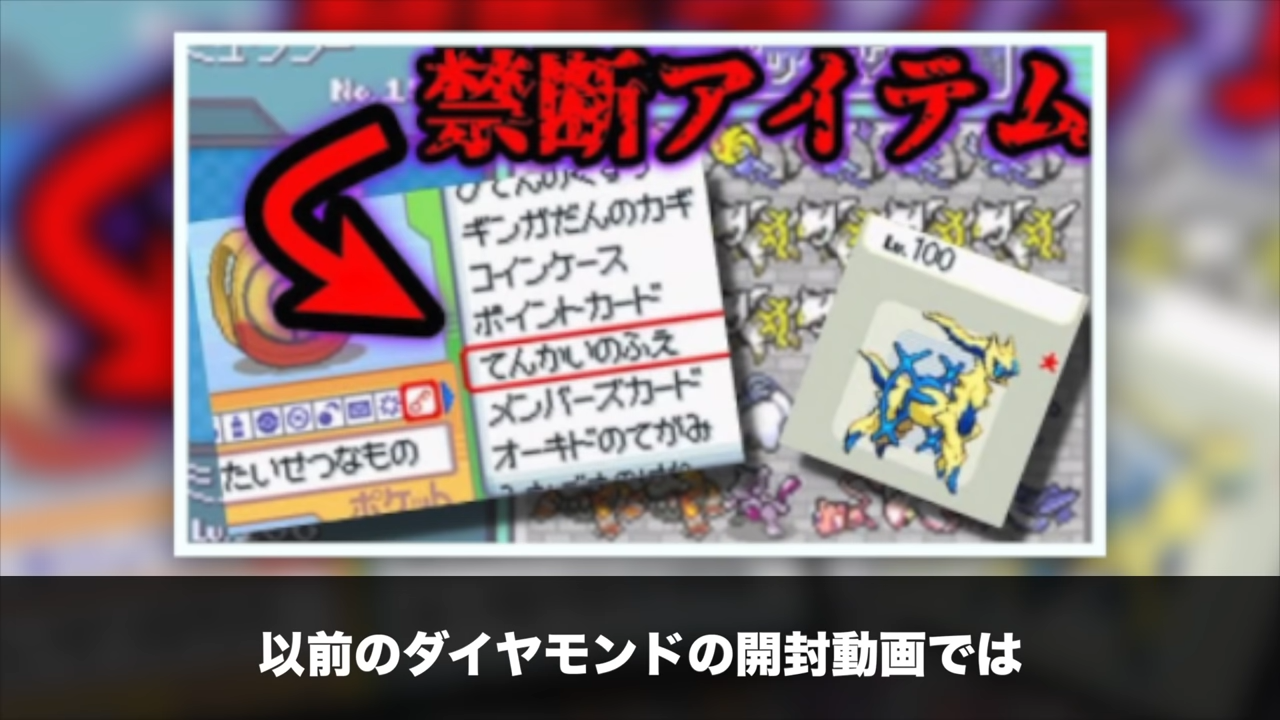 No.1
禁断アイテム
ギンガだんのカギ
コインケース
ポイントカード
てんかいのふえ
メンバーズカード
オーキドのてがみ
たいせつなもの
ポケット
Lv.100
以前のダイヤモンドの開封動画では